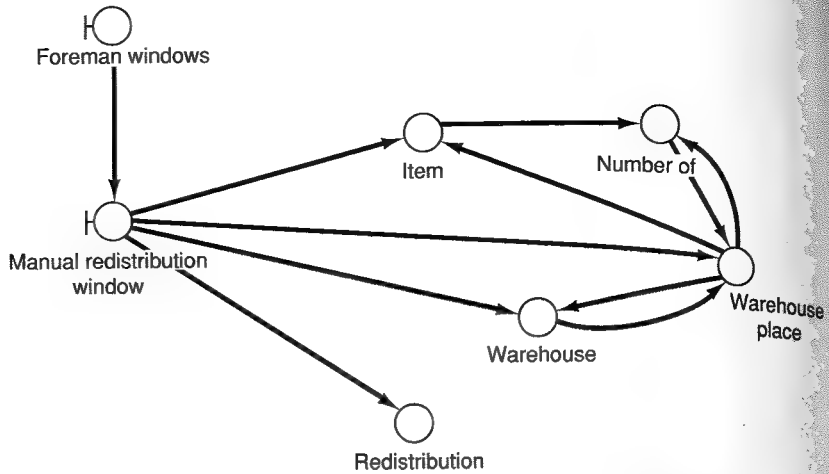 Foreman windows
Item
Number of
Manual redistribution
window
Warehouse
place
Warehouse
Redistribution